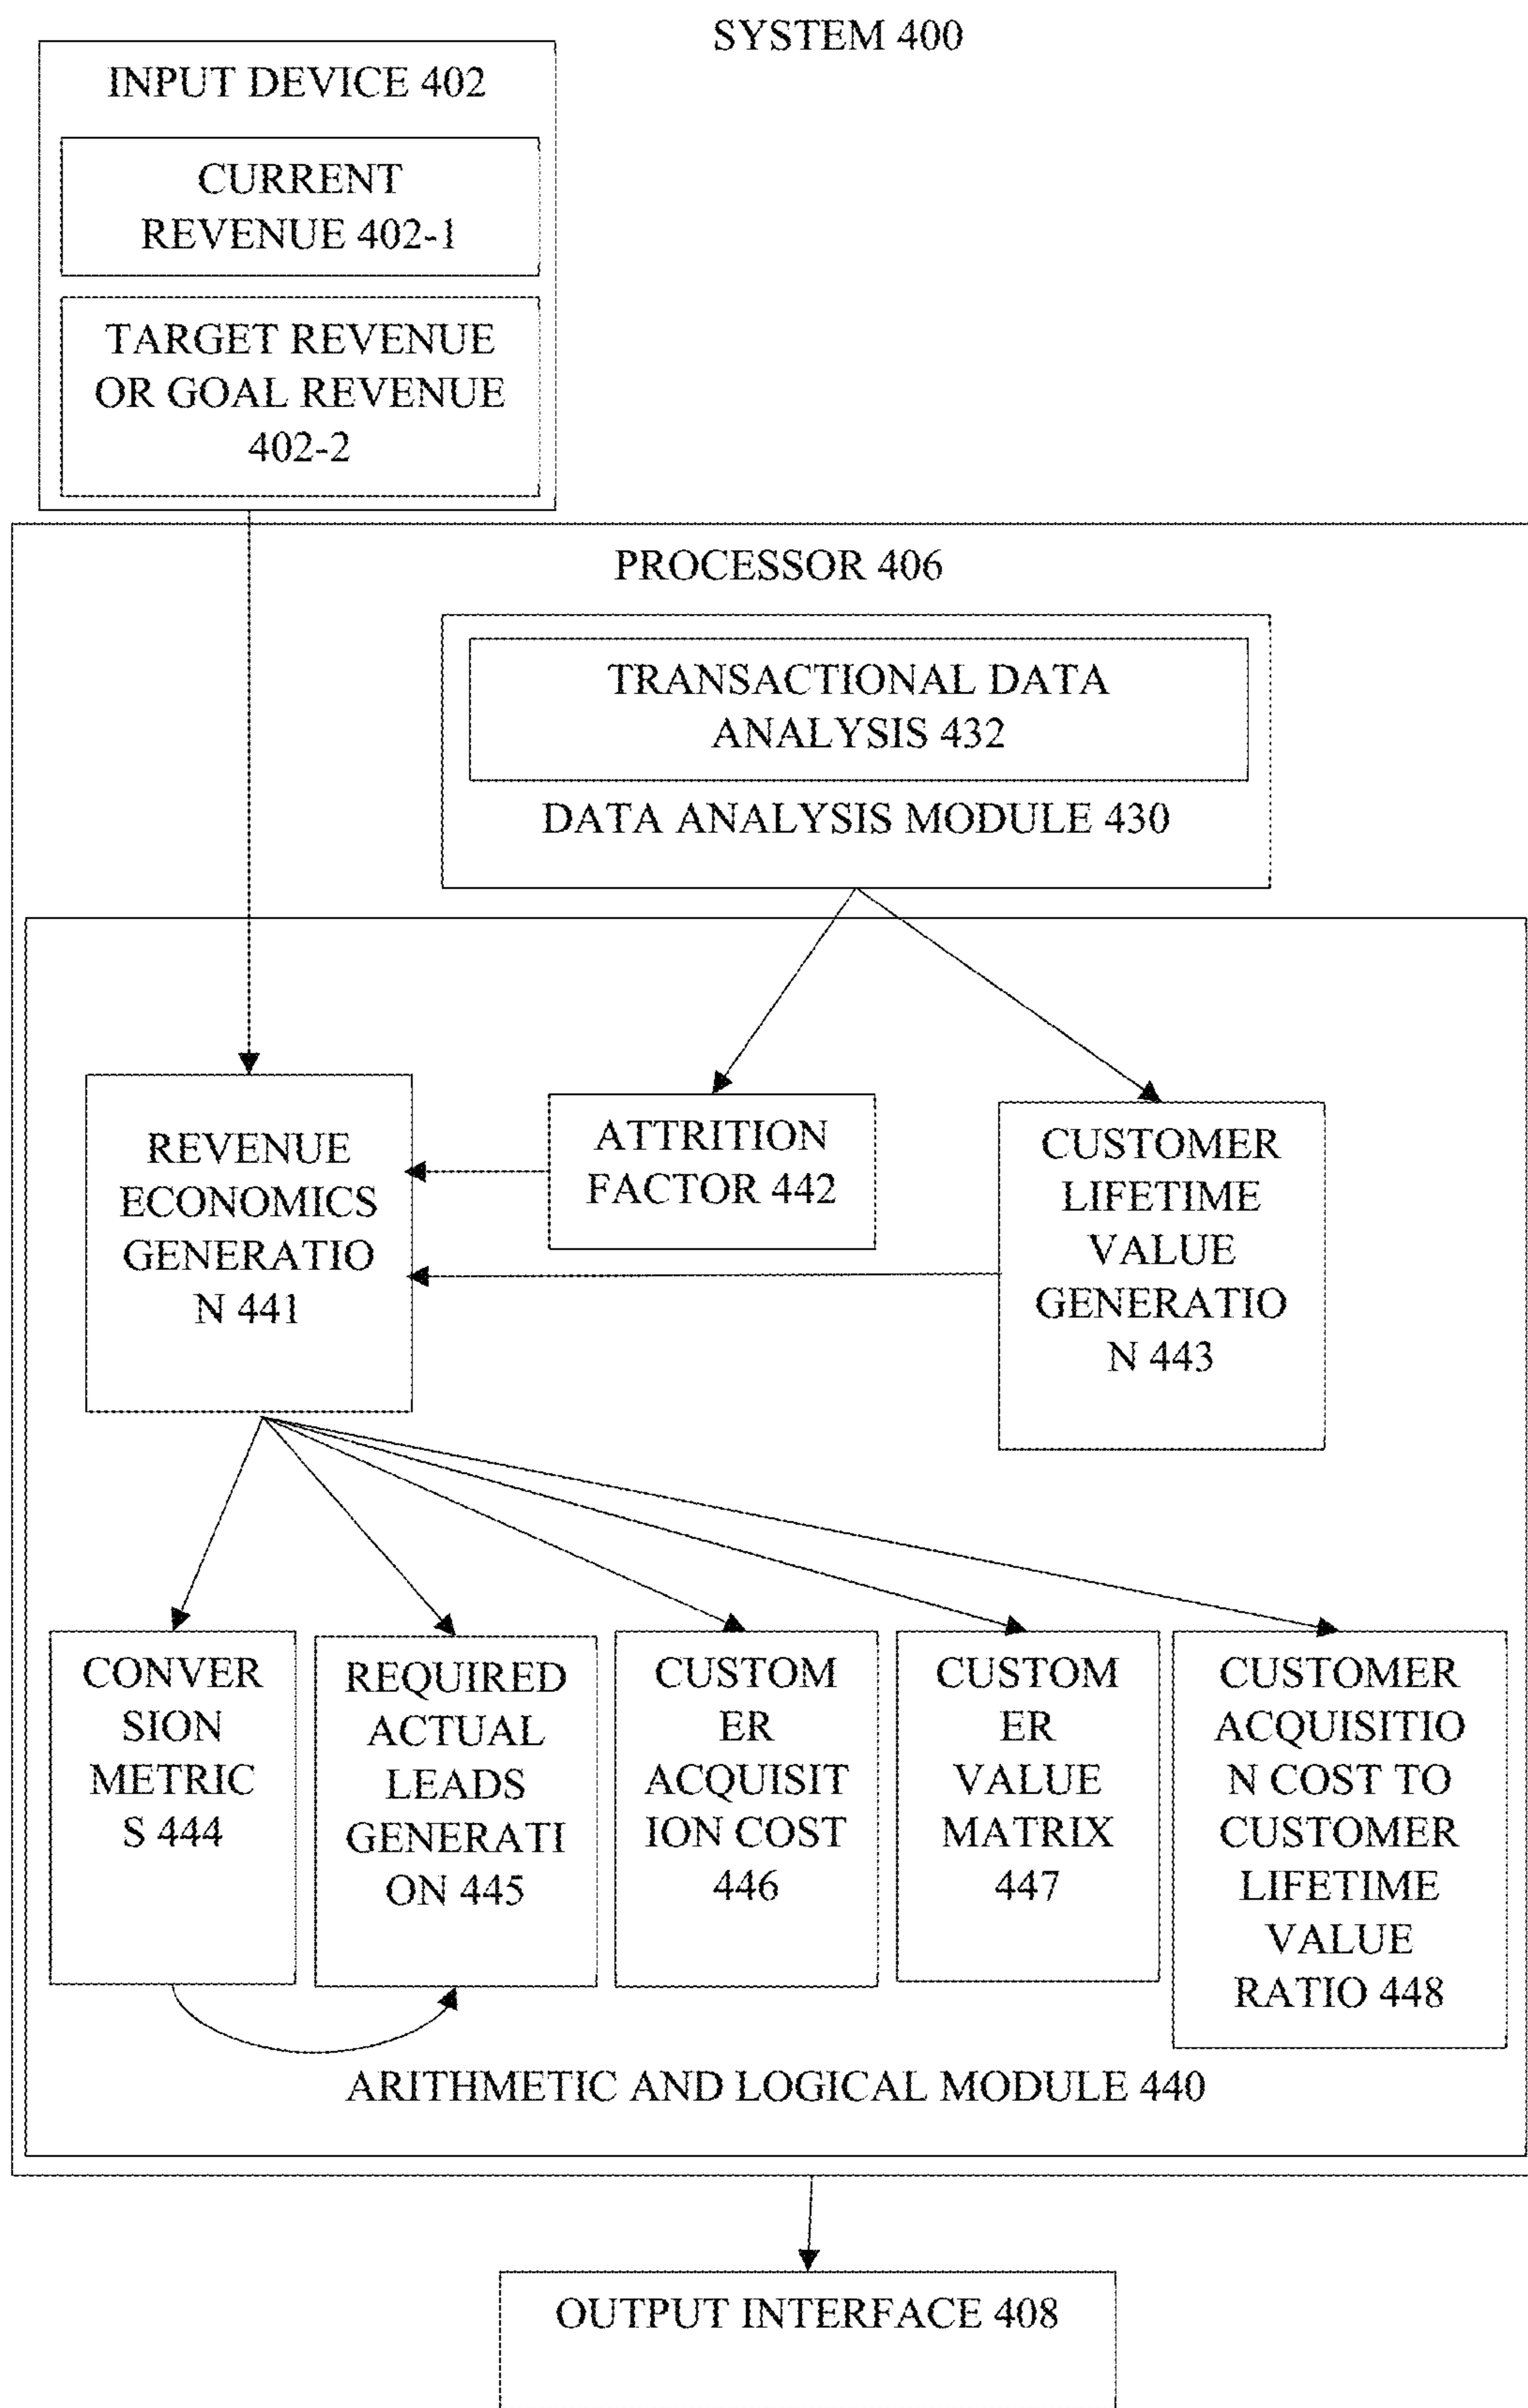 SYSTEM 400
INPUT DEVICE 402
CURRENT
REVENUE 402-1
TARGET REVENUE
OR GOAL REVENUE
402-2
PROCESSOR 406
TRANSACTIONAL DATA
ANALYSIS 432
DATA ANALYSIS MODULE 430
REVENUE
ECONOMICS
GENERATIO
N 441
ATTRITION
FACTOR 442
CUSTOMER
LIFETIME
VALUE
GENERATIO
N 443
CONVER
SION
METRIC
S 444
REQUIRED
ACTUAL
LEADS
GENERATI
ON 445
CUSTOM
ER
ACQUISIT
ION COST
446
CUSTOM
ER
VALUE
MATRIX
447
CUSTOMER
ACQUISITIO
N COST TO
CUSTOMER
LIFETIME
VALUE
RATIO 448
ARITHMETIC AND LOGICAL MODULE 440
OUTPUT INTERFACE 408